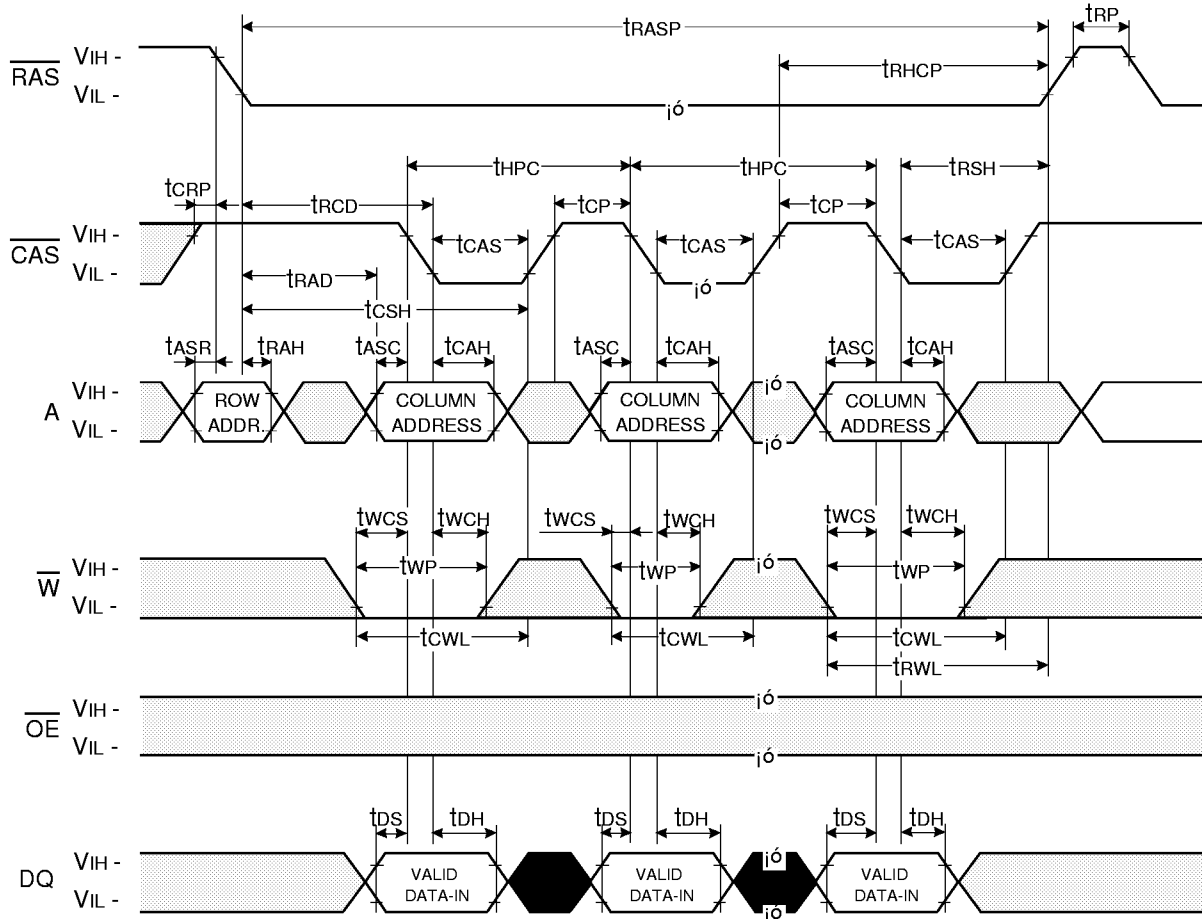 tRASP
tRP
RAS
VIH -
VIL -
tRHCP
¡ó
tHPC
tHPC
tRSH
tCRP
tRCD
tCP
tCP
CAS
VIH -
VIL -
tCAS
tCAS
tCAS
tRAD
¡ó
tCSH
tASR
tRAH
tASC
tCAH
tASC
tCAH
tASC
tCAH
A
VIH -
VIL -
ROW
ADDR.
COLUMN
ADDRESS
COLUMN
ADDRESS
¡ó
¡ó
COLUMN
ADDRESS
tWCS
tWCH
tWCS
tWCH
tWCS
tWCH
W
VIH -
VIL -
tWP
tWP
¡ó
tWP
tCWL
tCWL
tCWL
tRWL
OE
VIH -
VIL -
¡ó
¡ó
tDS
tDH
tDS
tDH
tDS
tDH
DQ
VIH -
VIL -
VALID
DATA-IN
VALID
DATA-IN
¡ó
¡ó
VALID
DATA-IN